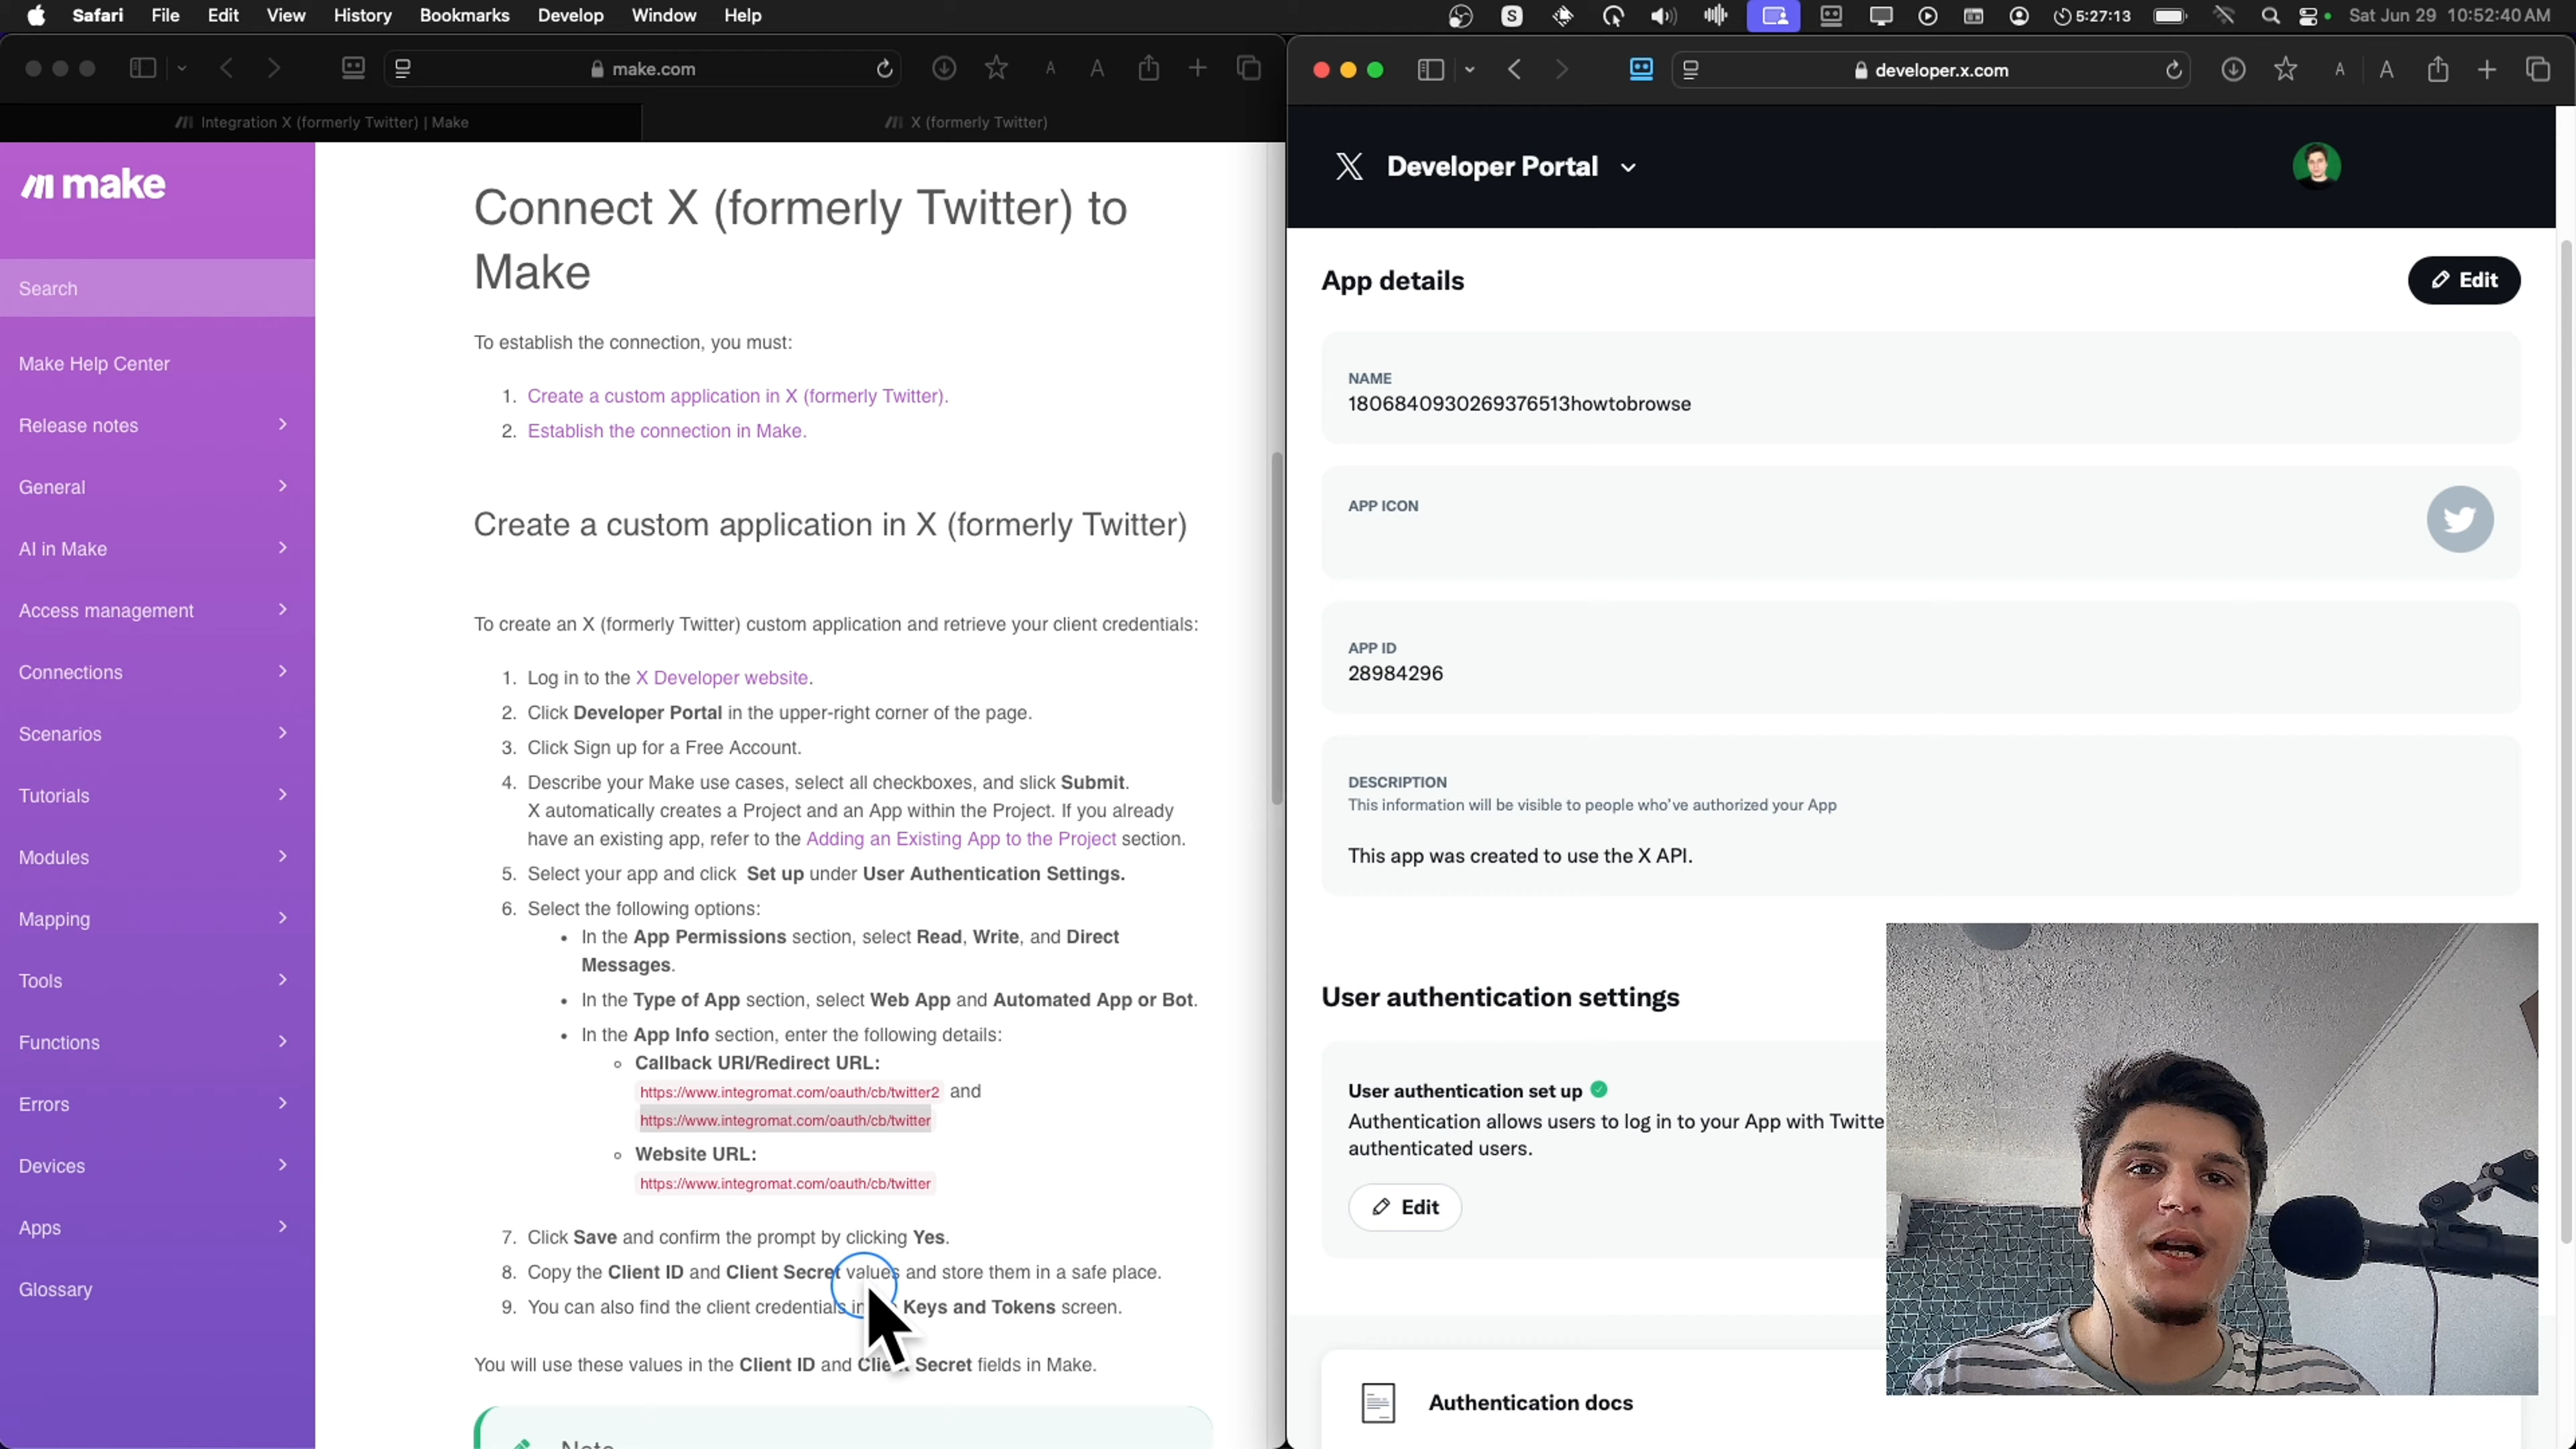 Safari File Edit View History Bookmarks Develop Window Help
S 5:27:13 Sat Jun 29 10:52:40 AM
make.com
A A
Integration X (formerly Twitter) | Make
X (formerly Twitter)
make
Search
Make Help Center
Release notes
General
AI in Make
Access management
Connections
Scenarios
Tutorials
Modules
Mapping
Tools
Functions
Errors
Devices
Apps
Glossary
Connect X (formerly Twitter) to
Make
To establish the connection, you must:
1. Create a custom application in X (formerly Twitter).
2. Establish the connection in Make.
Create a custom application in X (formerly Twitter)
To create an X (formerly Twitter) custom application and retrieve your client credentials:
1. Log in to the X Developer website.
2. Click Developer Portal in the upper-right corner of the page.
3. Click Sign up for a Free Account.
4. Describe your Make use cases, select all checkboxes, and slick Submit.
X automatically creates a Project and an App within the Project. If you already
have an existing app, refer to the Adding an Existing App to the Project section.
5. Select your app and click Set up under User Authentication Settings.
6. Select the following options:
• In the App Permissions section, select Read, Write, and Direct
Messages.
• In the Type of App section, select Web App and Automated App or Bot.
• In the App Info section, enter the following details:
Callback URI/Redirect URL:
https://www.integromat.com/oauth/cb/twitter2 and
https://www.integromat.com/oauth/cb/twitter
Website URL:
https://www.integromat.com/oauth/cb/twitter
7. Click Save and confirm the prompt by clicking Yes.
8. Copy the Client ID and Client Secret values and store them in a safe place.
9. You can also find the client credentials in Keys and Tokens screen.
You will use these values in the Client ID and Client Secret fields in Make.
Note
developer.x.com
A A
X Developer Portal
App details
Edit
NAME
1806840930269376513howtobrowse
APP ICON
APP ID
28984296
DESCRIPTION
This information will be visible to people who've authorized your App
This app was created to use the X API.
User authentication settings
User authentication set up
Authentication allows users to log in to your App with Twitte
authenticated users.
Edit
Authentication docs